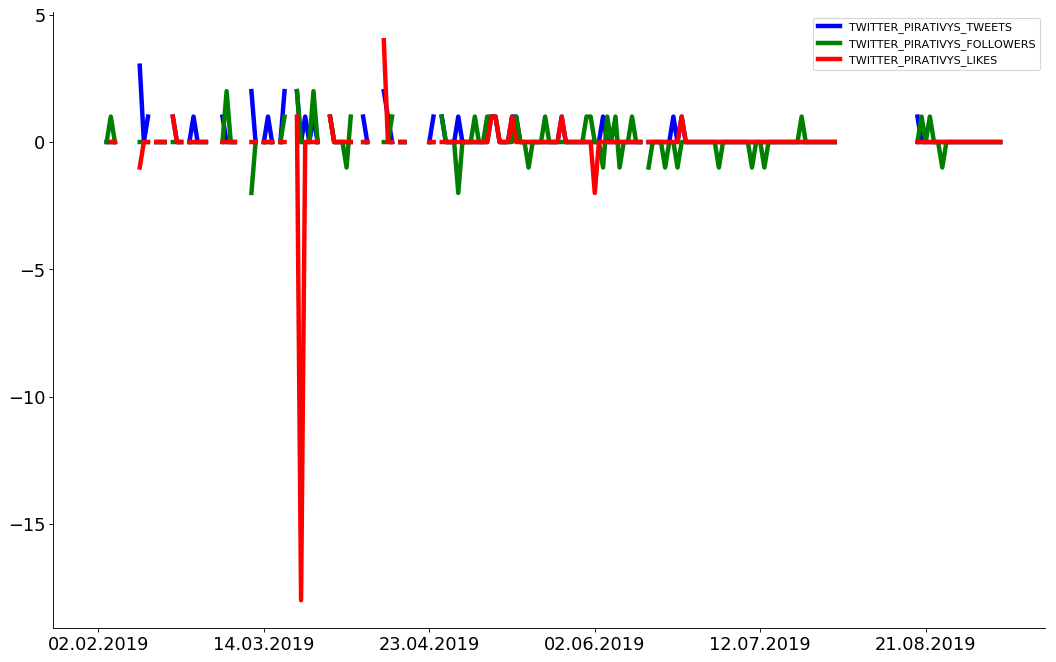 5
0
−5
−10
−15
TWITTER_PIRATIVYS_TWEETS
TWITTER_PIRATIVYS_FOLLOWERS
TWITTER_PIRATIVYS_LIKES
02.02.2019 14.03.2019 23.04.2019 02.06.2019 12.07.2019 21.08.2019